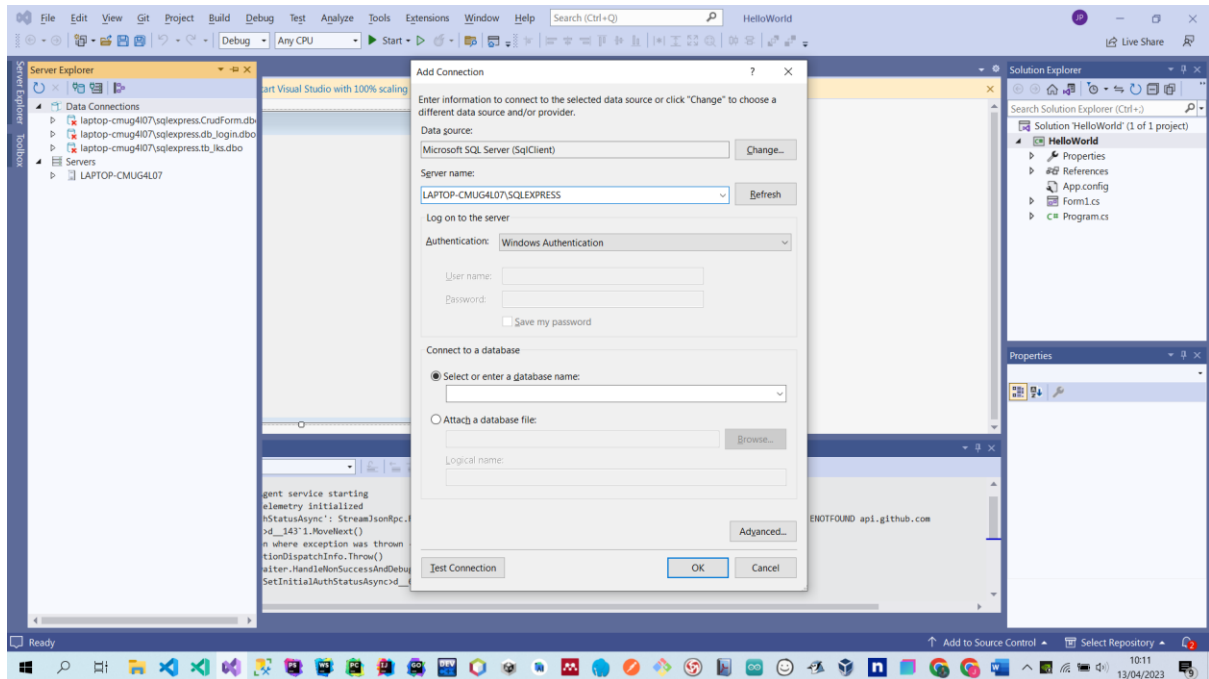 File Edit View Git Project Build Debug Test Analyze Tools Extensions Window Help Search (Ctrl+Q) HelloWorld JP
Debug Any CPU Start Live Share
Server Explorer
Toolbox
Server Explorer
Data Connections
laptop-cmug4l07\sqlexpress.CrudForm.db
laptop-cmug4l07\sqlexpress.db_login.dbo
laptop-cmug4l07\sqlexpress.tb_lks.dbo
Servers
LAPTOP-CMUG4L07
art Visual Studio with 100% scaling
Add Connection
Enter information to connect to the selected data source or click "Change" to choose a
different data source and/or provider.
Data source:
Microsoft SQL Server (SqlClient) Change...
Server name:
LAPTOP-CMUG4L07\SQLEXPRESS Refresh
Log on to the server
Authentication: Windows Authentication
User name:
Password:
Save my password
Connect to a database
Select or enter a database name:
Attach a database file:
Browse...
Logical name:
Advanced...
Test Connection OK Cancel
gent service starting
elemetry initialized
hStatusAsync': StreamJsonRpc.
ENOTFOUND api.github.com
>d__143`1.MoveNext()
n where exception was thrown
tionDispatchInfo.Throw()
waiter.HandleNonSuccessAndDebug
SetInitialAuthStatusAsync>d__
Solution Explorer
Search Solution Explorer (Ctrl+;)
Solution 'HelloWorld' (1 of 1 project)
HelloWorld
Properties
References
App.config
Form1.cs
Program.cs
Properties
Ready Add to Source Control Select Repository 2
10:11
13/04/2023